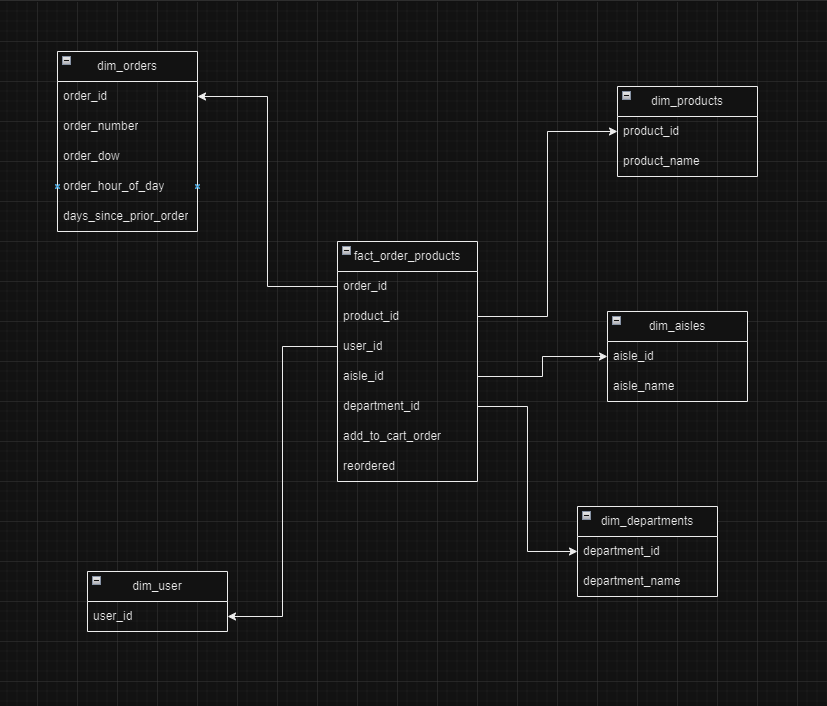 dim_orders
order_id
order_number
order_dow
order_hour_of_day
days_since_prior_order
dim_products
product_id
product_name
fact_order_products
order_id
product_id
user_id
aisle_id
department_id
add_to_cart_order
reordered
dim_aisles
aisle_id
aisle_name
dim_departments
department_id
department_name
dim_user
user_id